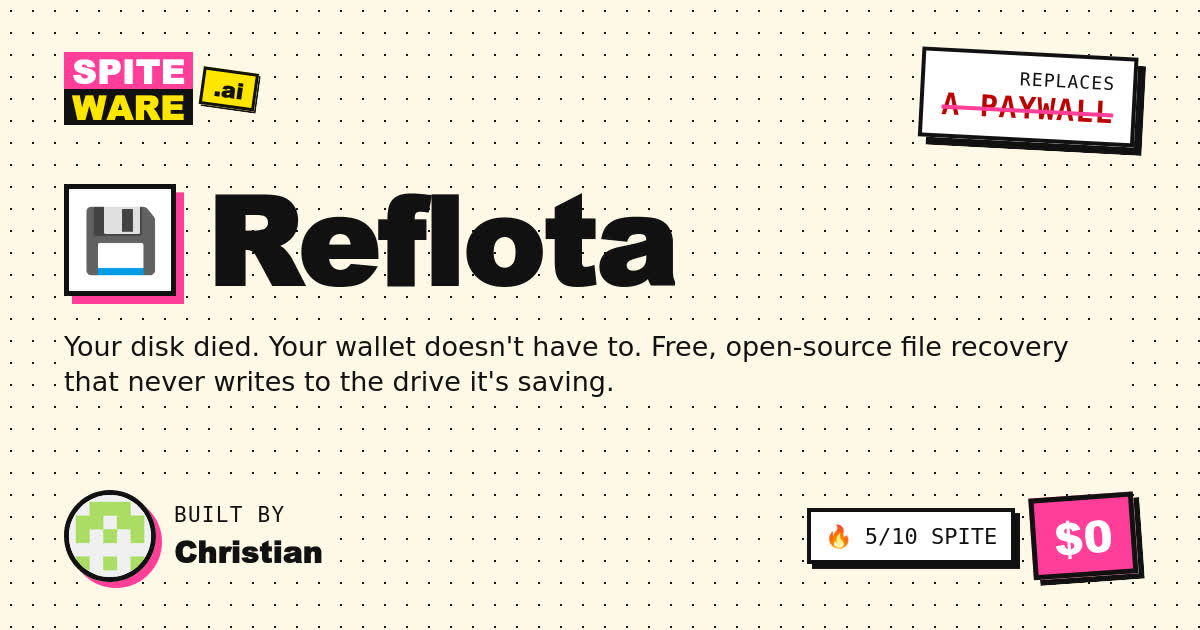 SPITE
WARE
.ai
REPLACES
A PAYWALL
Reflota
Your disk died. Your wallet doesn't have to. Free, open-source file recovery
that never writes to the drive it's saving.
BUILT BY
Christian
🔥 5/10 SPITE
$0